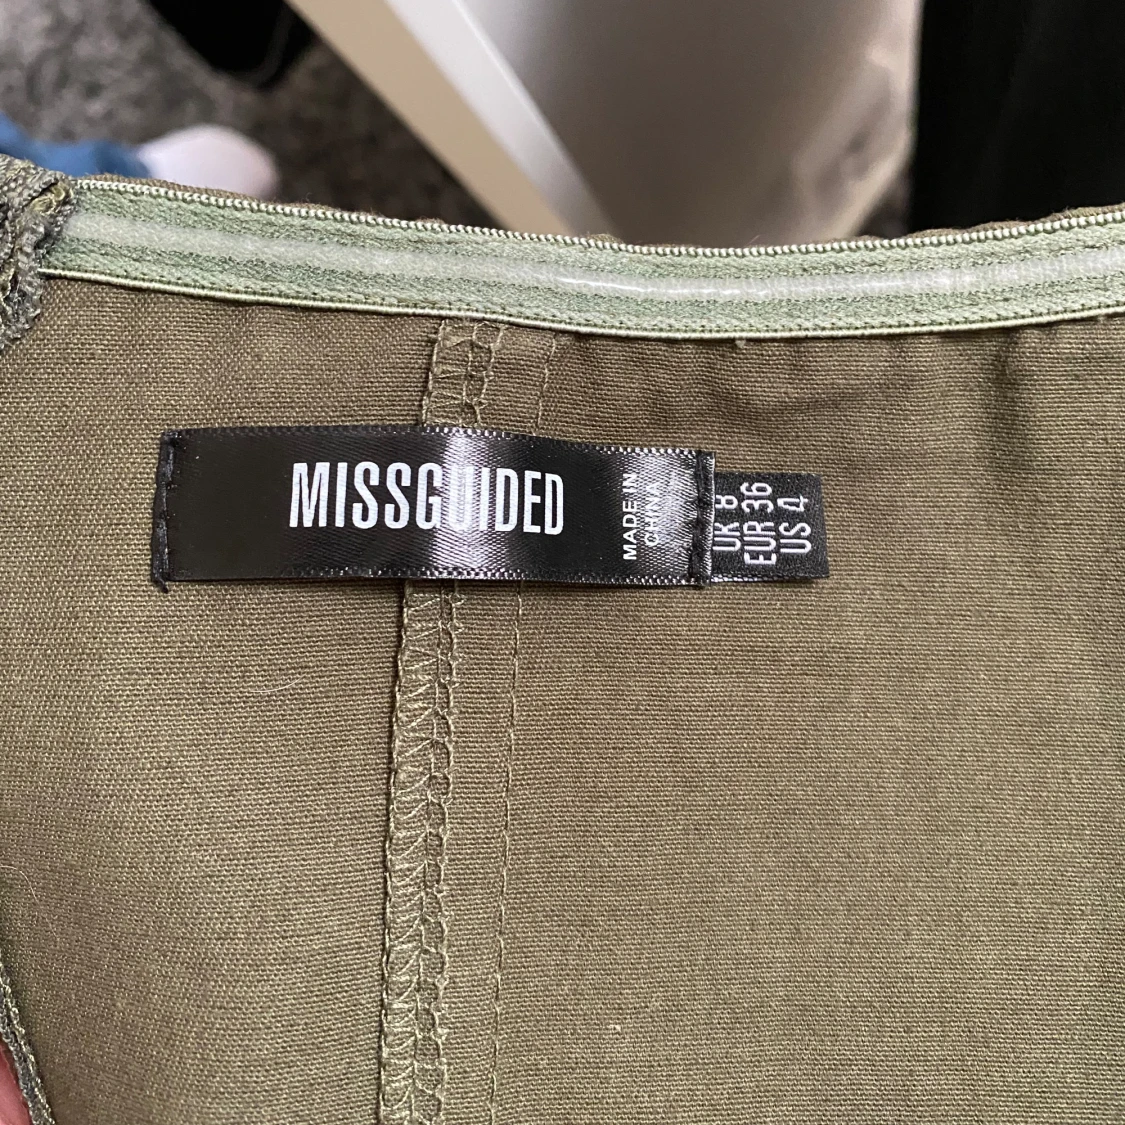 MISSGUIDED
MADE IN
CHINA
UK 8
EUR 36
US 4